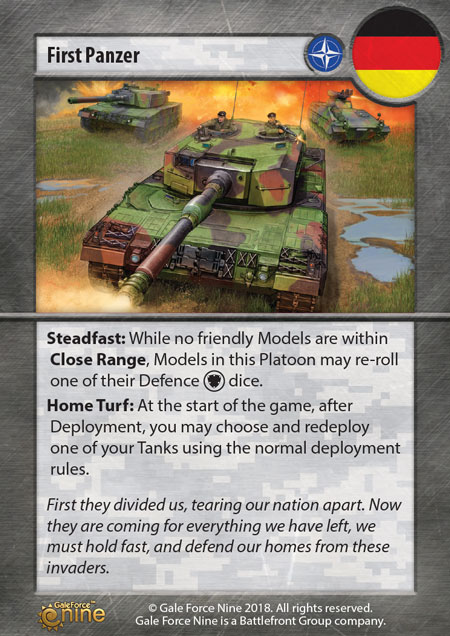 First Panzer
Steadfast: While no friendly Models are within
Close Range, Models in this Platoon may re-roll
one of their Defence dice.
Home Turf: At the start of the game, after
Deployment, you may choose and redeploy
one of your Tanks using the normal deployment
rules.
First they divided us, tearing our nation apart. Now
they are coming for everything we have left, we
must hold fast, and defend our homes from these
invaders.
GaleForce™
nine
© Gale Force Nine 2018. All rights reserved.
Gale Force Nine is a Battlefront Group company.